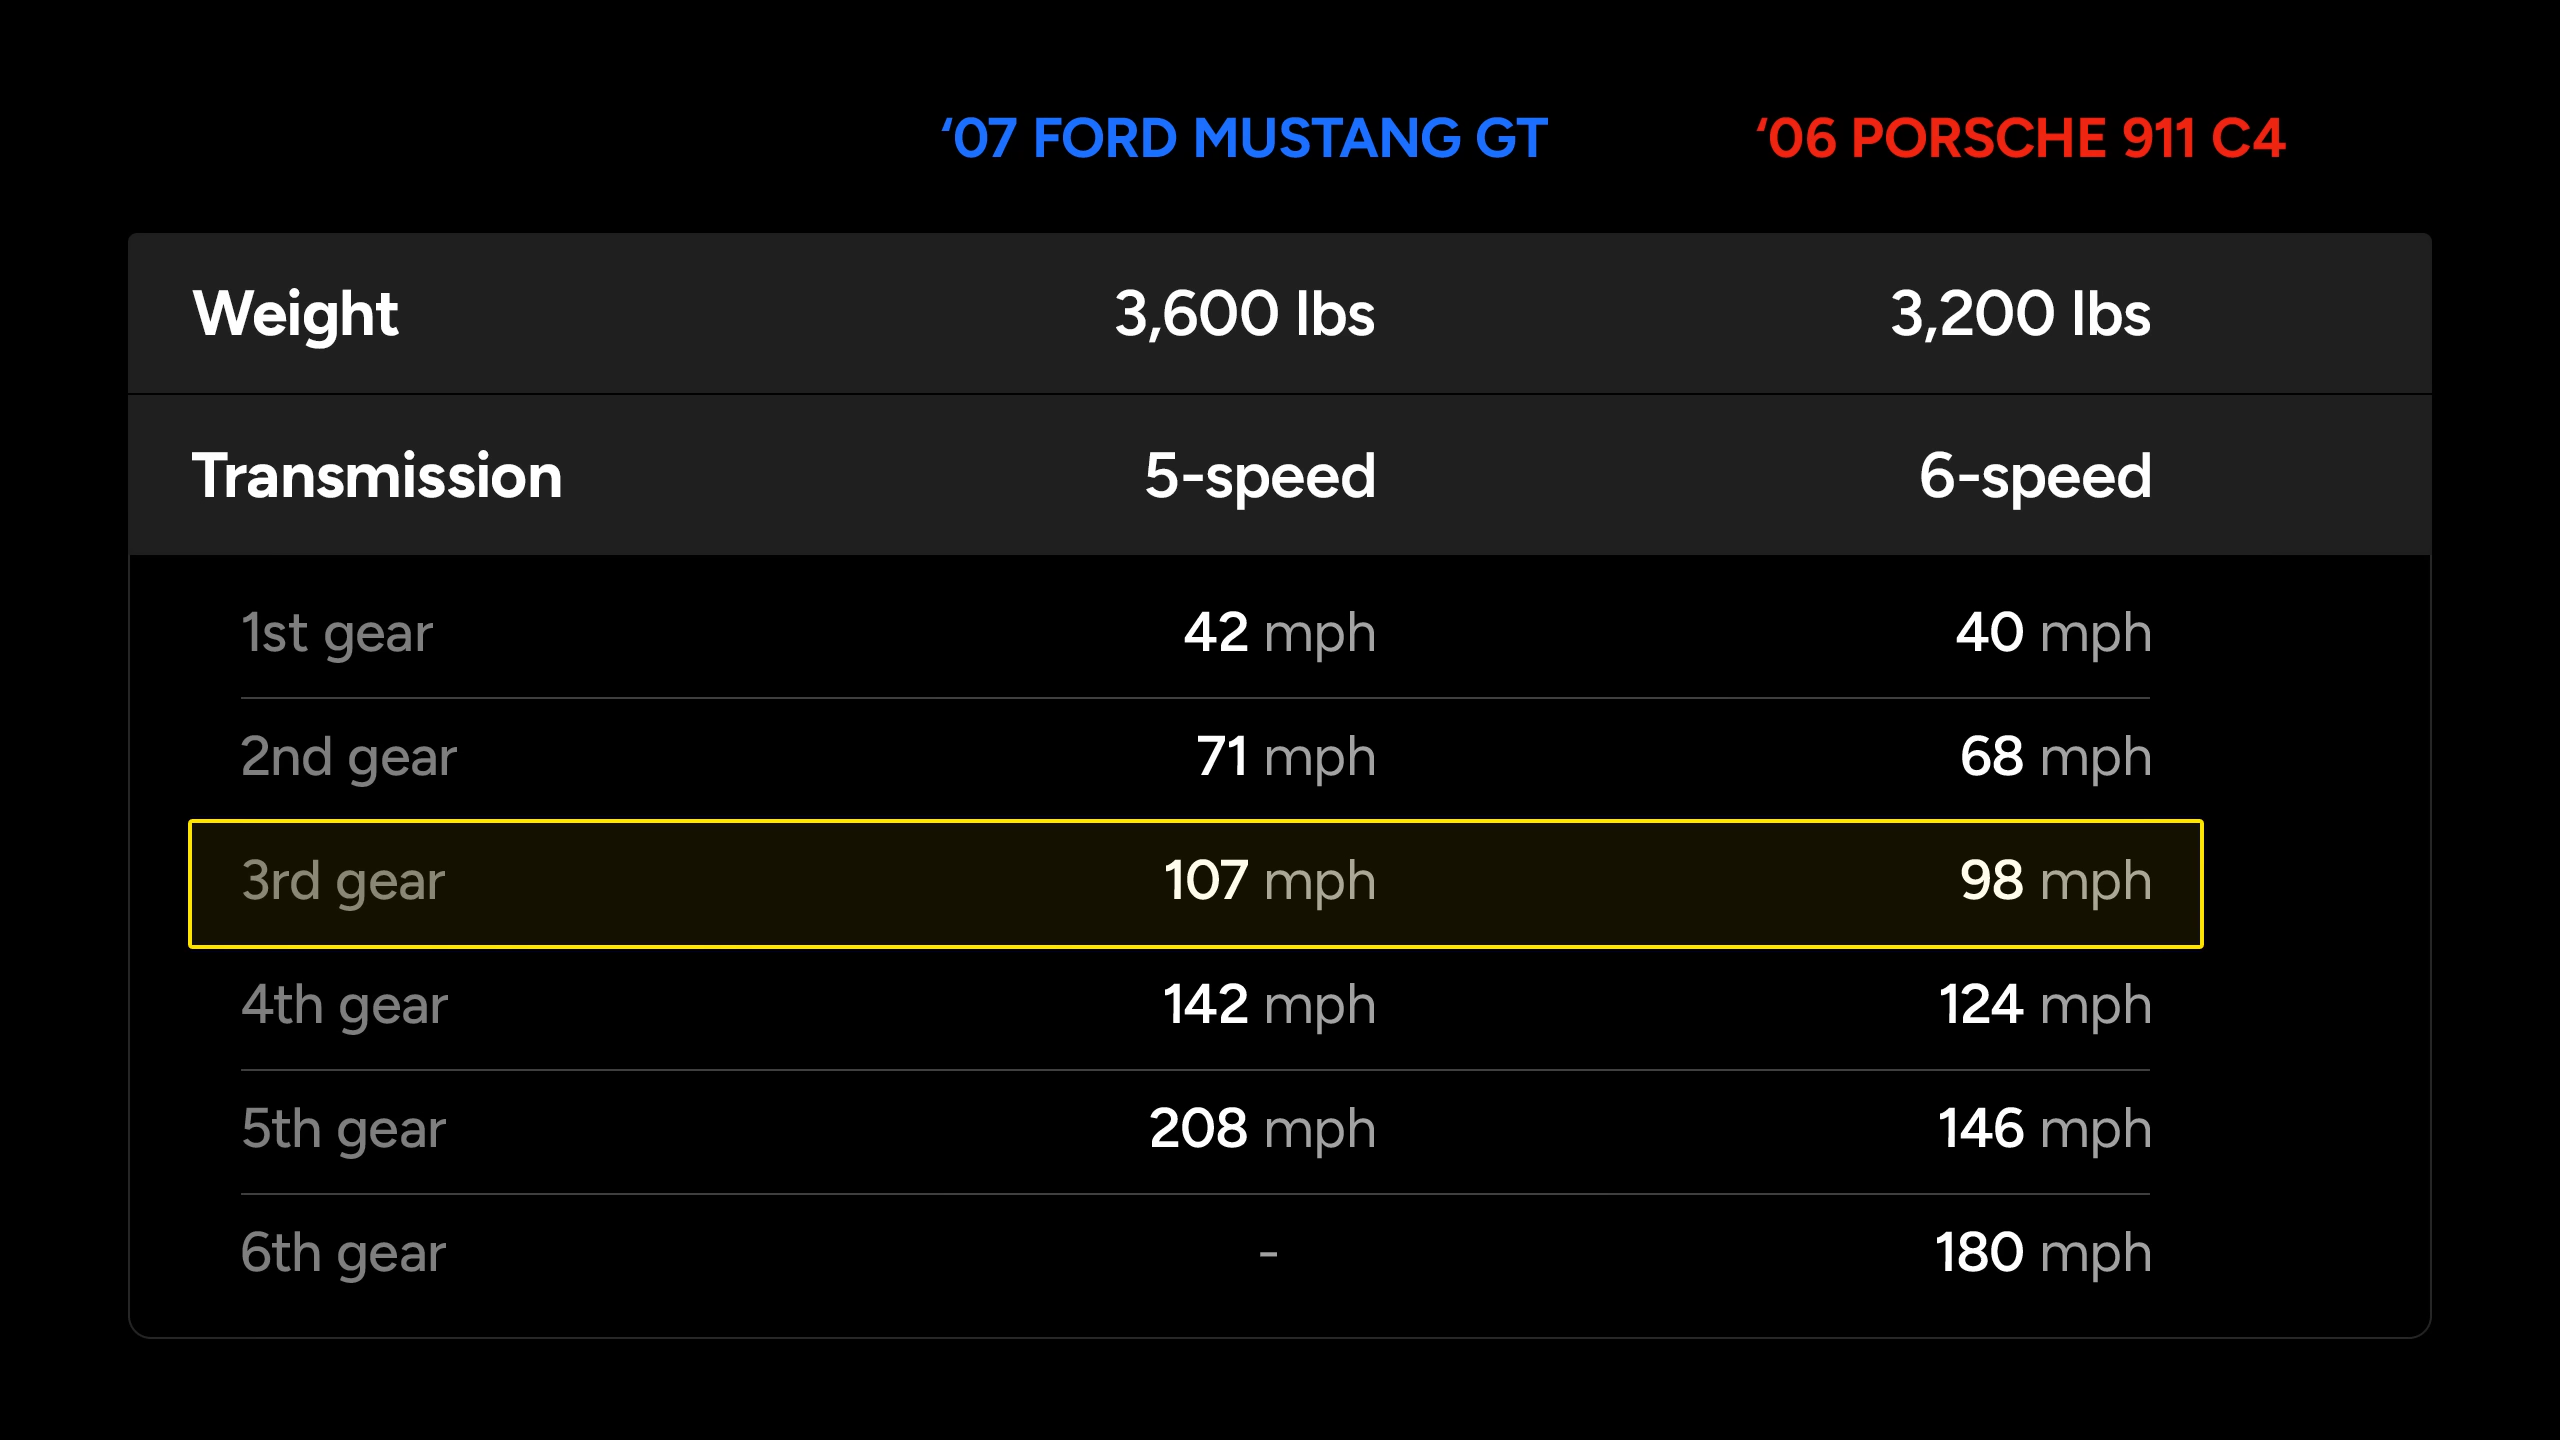 ‘07 FORD MUSTANG GT ‘06 PORSCHE 911 C4
Weight 3,600 lbs 3,200 lbs
Transmission 5-speed 6-speed
1st gear 42 mph 40 mph
2nd gear 71 mph 68 mph
3rd gear 107 mph 98 mph
4th gear 142 mph 124 mph
5th gear 208 mph 146 mph
6th gear - 180 mph